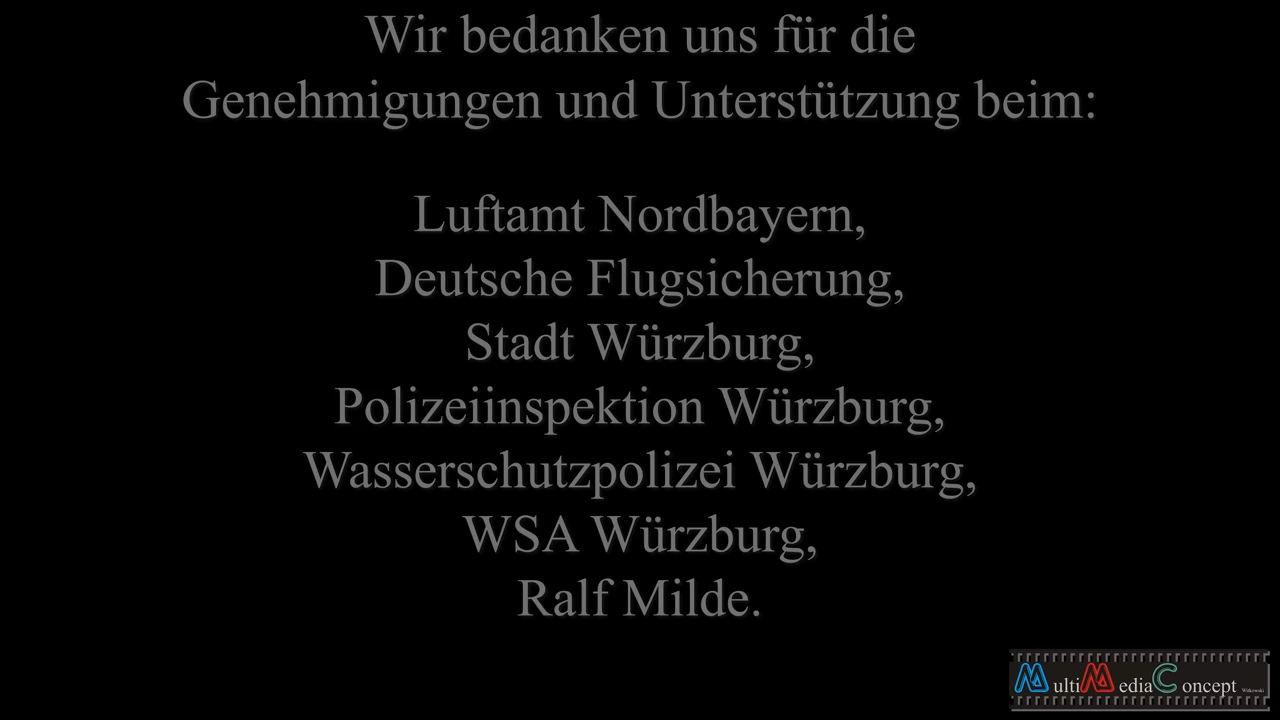 Wir bedanken uns für die
Genehmigungen und Unterstützung beim:
Luftamt Nordbayern,
Deutsche Flugsicherung,
Stadt Würzburg,
Polizeiinspektion Würzburg,
Wasserschutzpolizei Würzburg,
WSA Würzburg,
Ralf Milde.
MultiMediaConcept